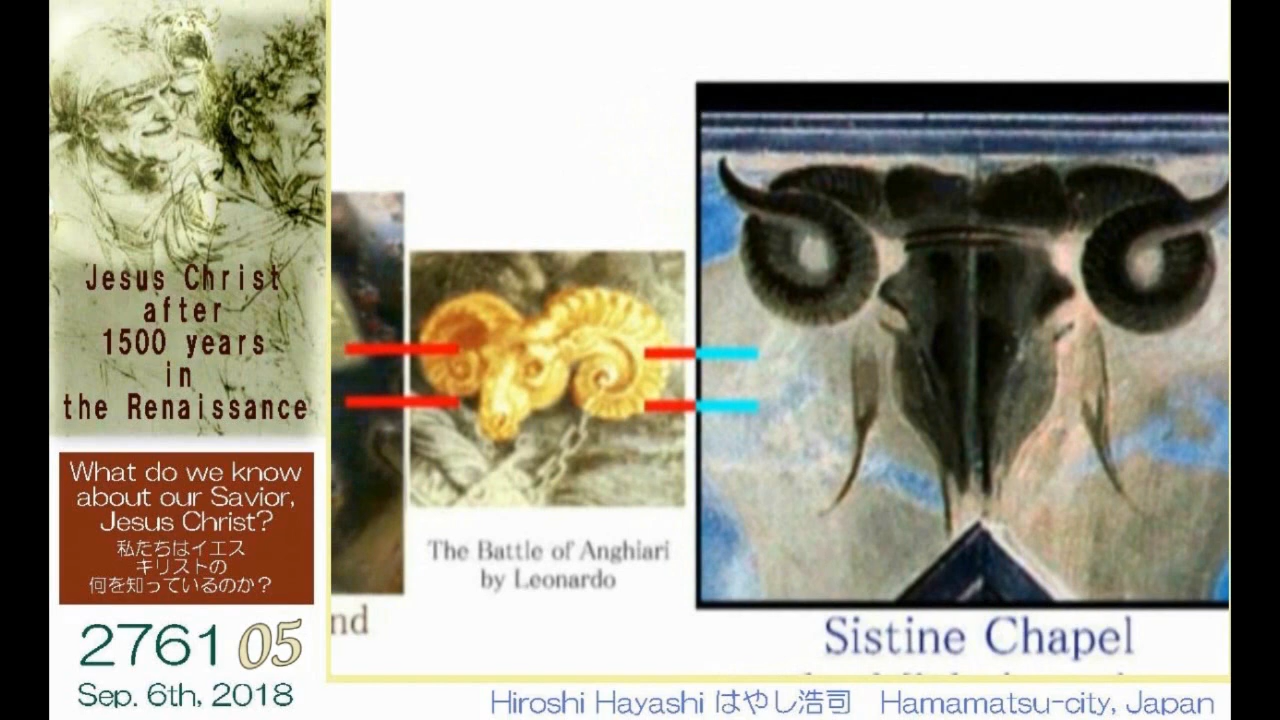 Jesus Christ
after
1500 years
in
the Renaissance
What do we know
about our Savior,
Jesus Christ?
私たちはイエス
キリストの
何を知っているのか？
2761 05
Sep. 6th, 2018
The Battle of Anghiari
by Leonardo
nd
Sistine Chapel
Hiroshi Hayashi はやし浩司 Hamamatsu-city, Japan